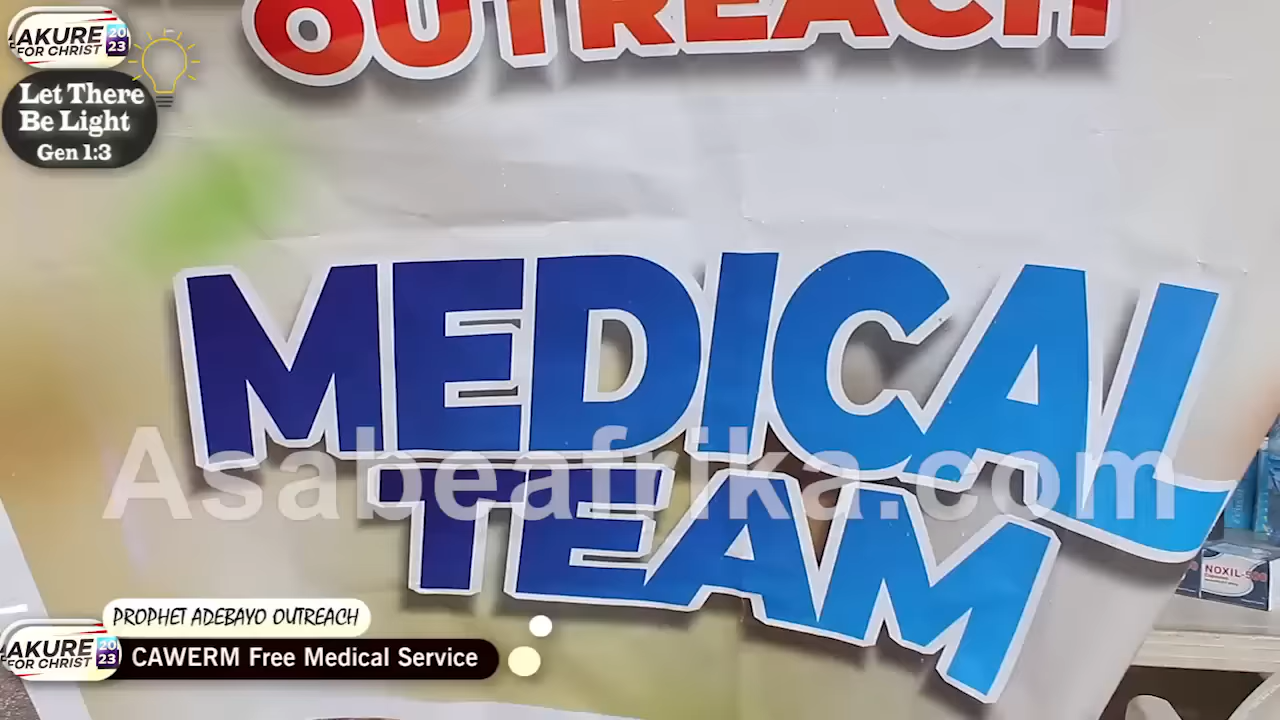 OUTREACH
AKURE 2023
FOR CHRIST
Let There
Be Light
Gen 1:3
MEDICAL
Asabeafrika.com
TEAM
NOXIL-500
PROPHET ADEBAYO OUTREACH
AKURE 2023
FOR CHRIST
CAWERM Free Medical Service